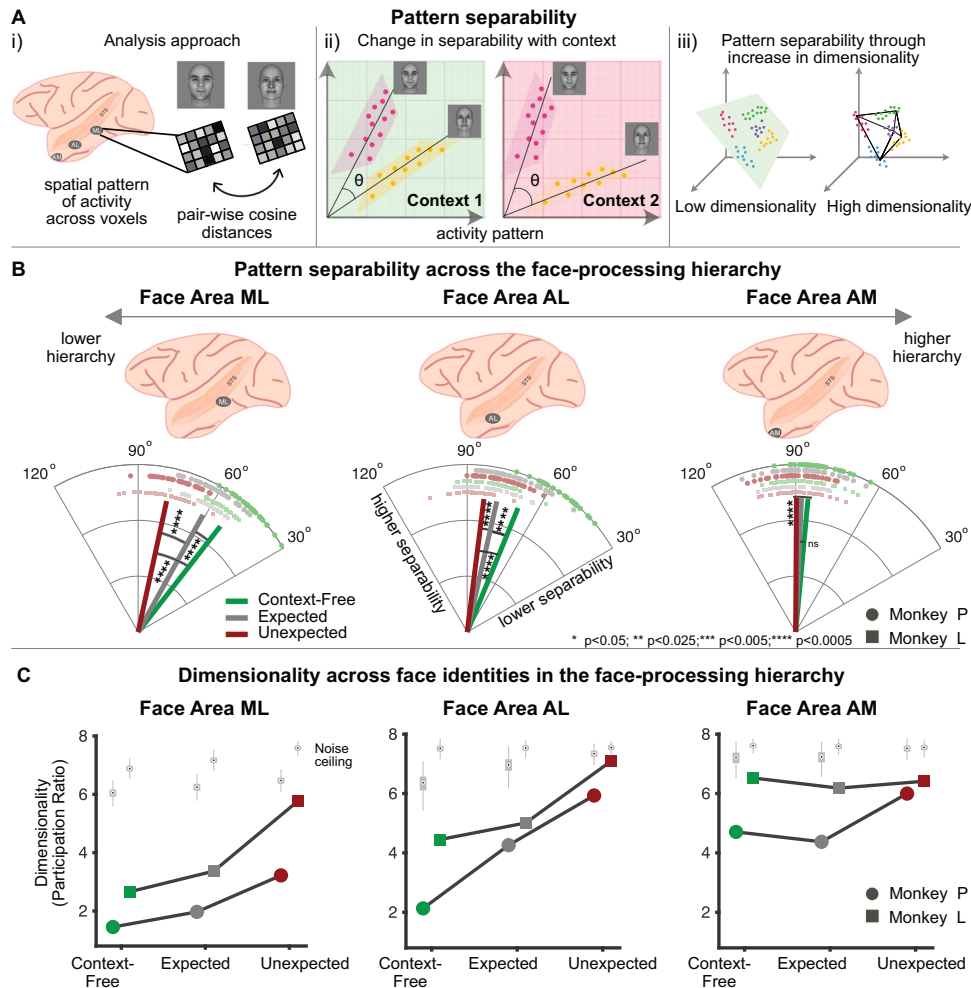 A
Pattern separability
i)
Analysis approach
STS
ML
AL
AM
spatial pattern
of activity
across voxels
pair-wise cosine
distances
ii)
Change in separability with context
θ
Context 1
θ
Context 2
activity pattern
iii)
Pattern separability through
increase in dimensionality
Low dimensionality
High dimensionality
B
Pattern separability across the face-processing hierarchy
Face Area ML
Face Area AL
Face Area AM
lower
hierarchy
higher
hierarchy
STS
ML
STS
AL
STS
AM
120°
90°
60°
30°
****
****
****
120°
90°
60°
30°
****
****
****
higher separability
lower separability
120°
90°
60°
30°
****
ns
Context-Free
Expected
Unexpected
Monkey P
Monkey L
* p<0.05; ** p<0.025;*** p<0.005;**** p<0.0005
C
Dimensionality across face identities in the face-processing hierarchy
Face Area ML
Face Area AL
Face Area AM
Dimensionality
(Participation Ratio)
8
6
4
2
Noise
ceiling
Context-
Free
Expected
Unexpected
8
6
4
2
Context-
Free
Expected
Unexpected
8
6
4
2
Monkey P
Monkey L
Context-
Free
Expected
Unexpected